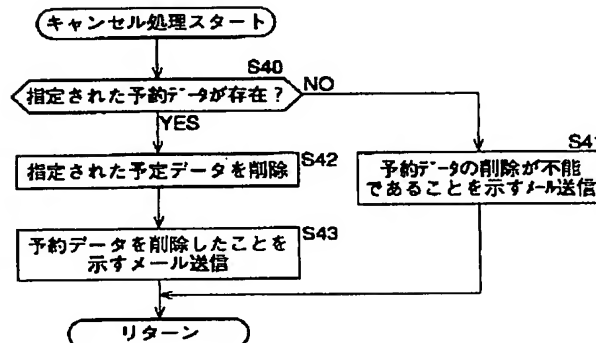 キャンセル処理スタート
S40
指定された予約データが存在?
NO
YES
S41
指定された予定データを削除
S42
予約データの削除が不能
であることを示すメール送信
予約データを削除したことを
示すメール送信
S43
リターン